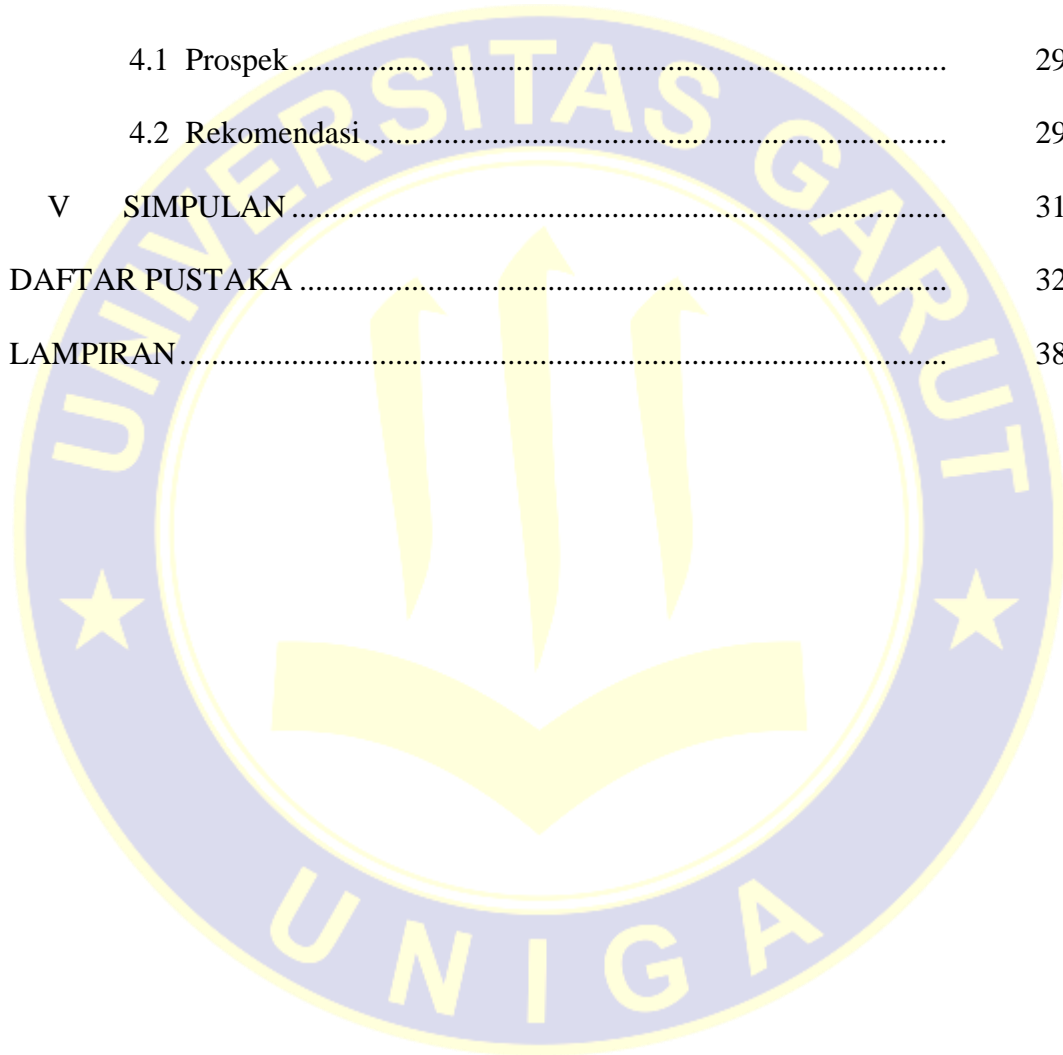 4.1 Prospek........................................................................... 29
4.2 Rekomendasi.................................................................. 29
V SIMPULAN........................................................................... 31
DAFTAR PUSTAKA........................................................................... 32
LAMPIRAN........................................................................... 38
UNIVERSITAS GARUT
UNIGA